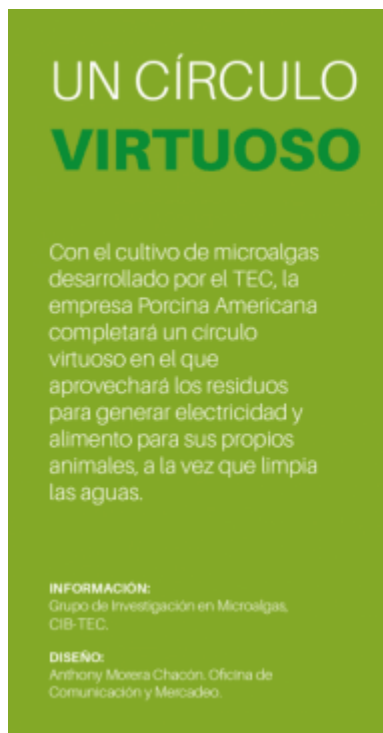 UN CÍRCULO
VIRTUOSO
Con el cultivo de microalgas
desarrollado por el TEC, la
empresa Porcina Americana
completará un círculo
virtuoso en el que
aprovechará los residuos
para generar electricidad y
alimento para sus propios
animales, a la vez que limpia
las aguas.
INFORMACIÓN:
Grupo de Investigación en Microalgas,
CIB-TEC.
DISEÑO:
Anthony Morera Chacón. Oficina de
Comunicación y Mercadeo.